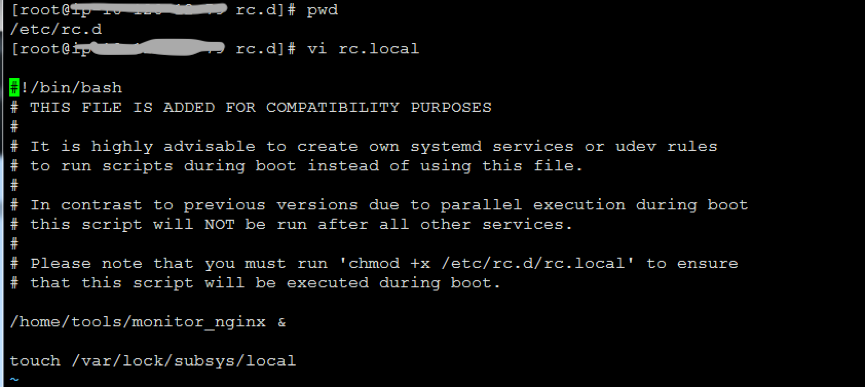 [root@ip rc.d]# pwd
/etc/rc.d
[root@ip rc.d]# vi rc.local
#!/bin/bash
# THIS FILE IS ADDED FOR COMPATIBILITY PURPOSES
#
# It is highly advisable to create own systemd services or udev rules
# to run scripts during boot instead of using this file.
#
# In contrast to previous versions due to parallel execution during boot
# this script will NOT be run after all other services.
#
# Please note that you must run 'chmod +x /etc/rc.d/rc.local' to ensure
# that this script will be executed during boot.
/home/tools/monitor_nginx &
touch /var/lock/subsys/local
~